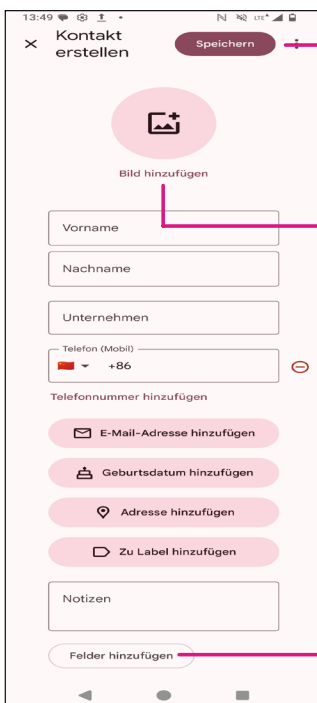 13:49 LTE
Kontakt
erstellen
Speichern
Bild hinzufügen
Vorname
Nachname
Unternehmen
Telefon (Mobil)
+86
Telefonnummer hinzufügen
E-Mail-Adresse hinzufügen
Geburtsdatum hinzufügen
Adresse hinzufügen
Zu Label hinzufügen
Notizen
Felder hinzufügen